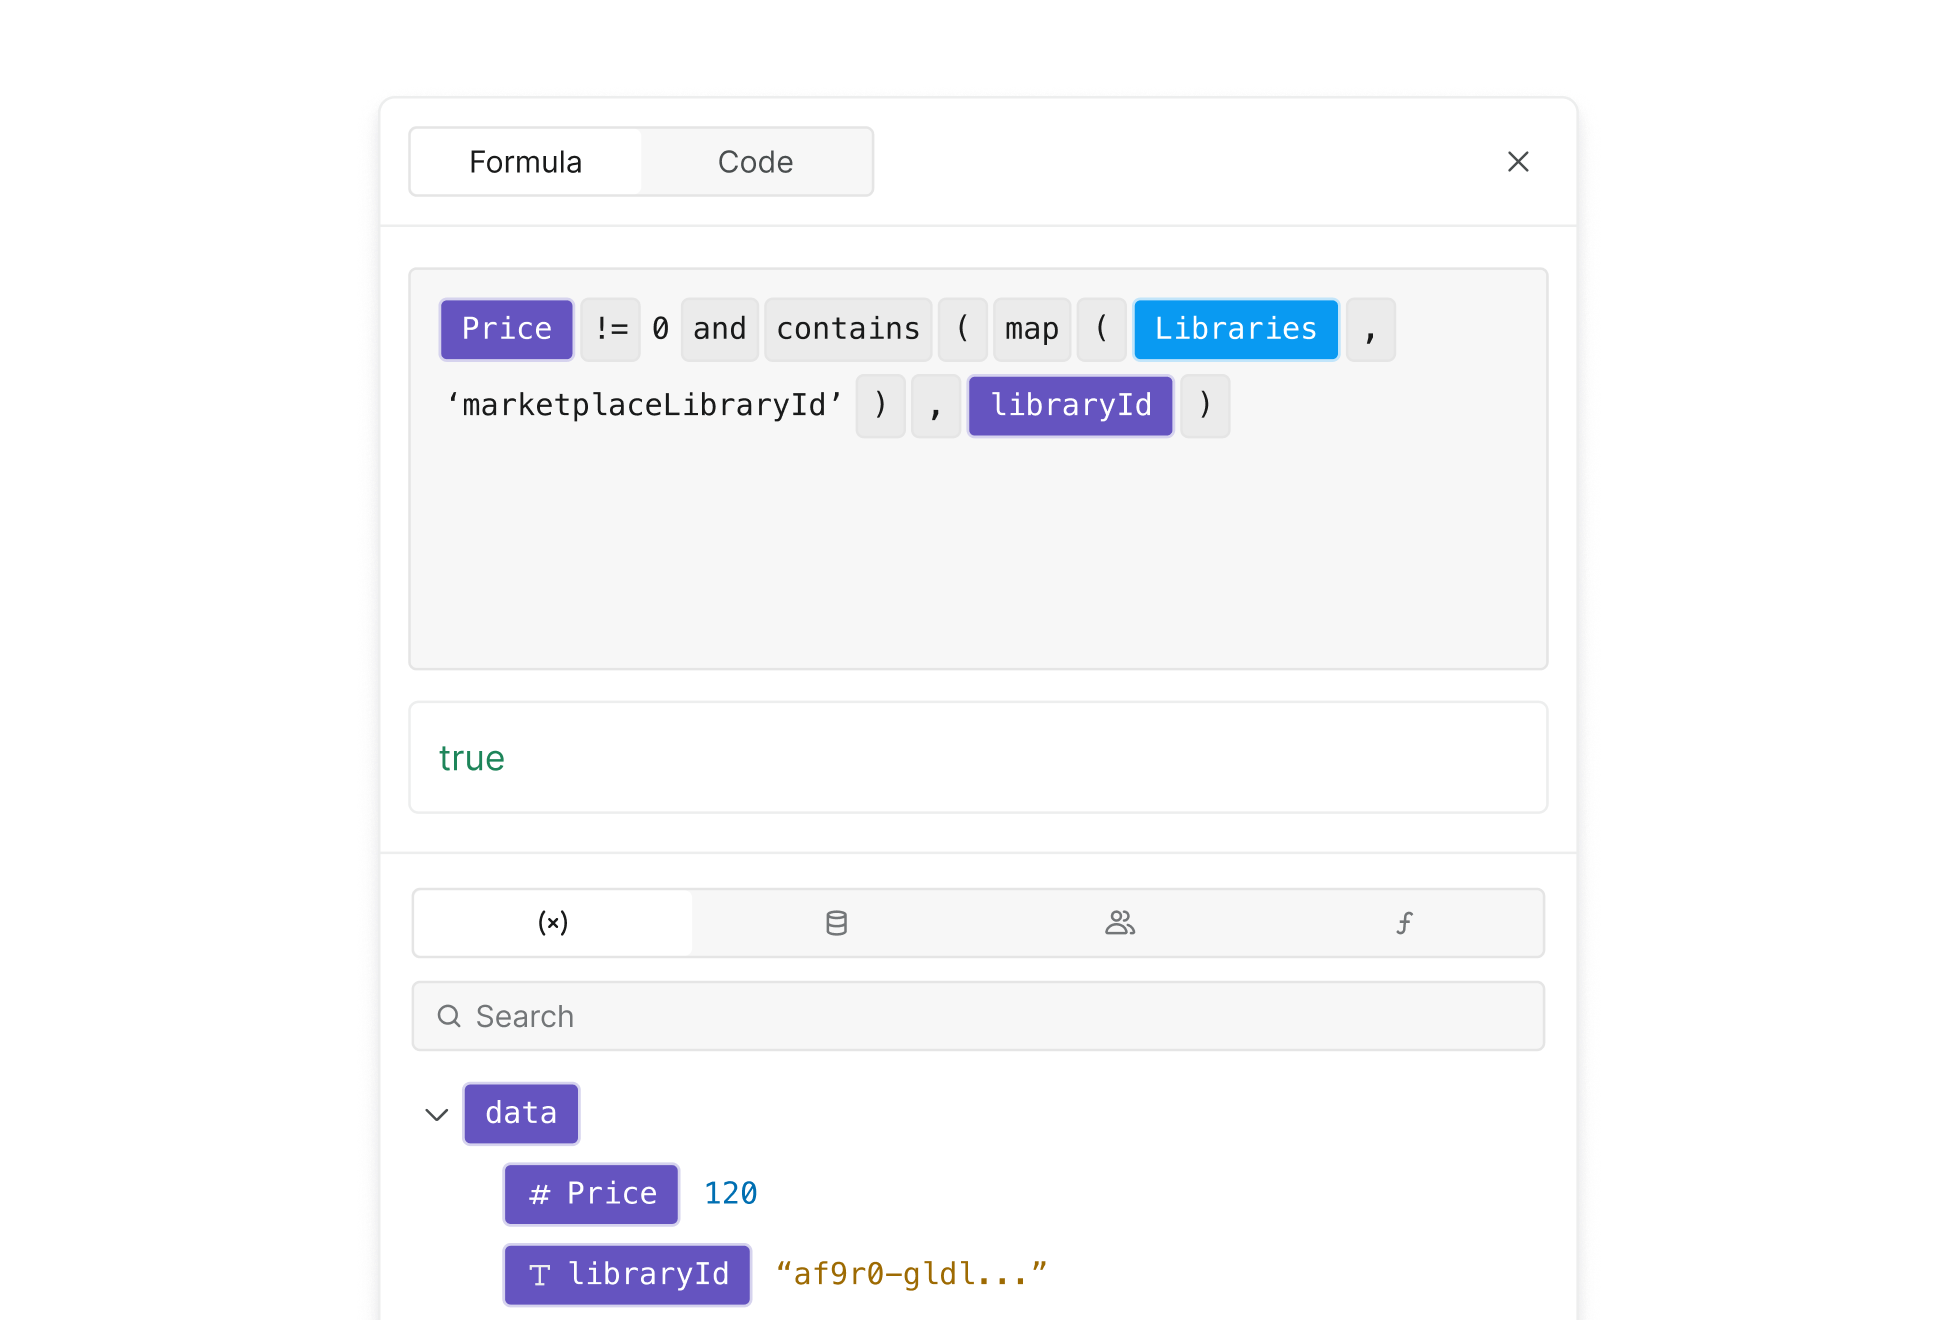 Formula Code
Price != 0 and contains ( map ( Libraries ,
‘marketplaceLibraryId’ ) , libraryId )
true
(×) ƒ
Search
data
# Price 120
T libraryId “af9r0–gldl...”